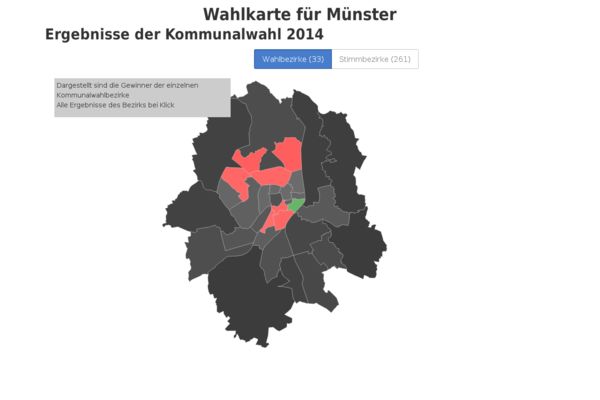 Wahlkarte für Münster
Ergebnisse der Kommunalwahl 2014
Wahlbezirke (33) Stimmbezirke (261)
Dargestellt sind die Gewinner der einzelnen
Kommunalwahlbezirke
Alle Ergebnisse des Bezirks bei Klick